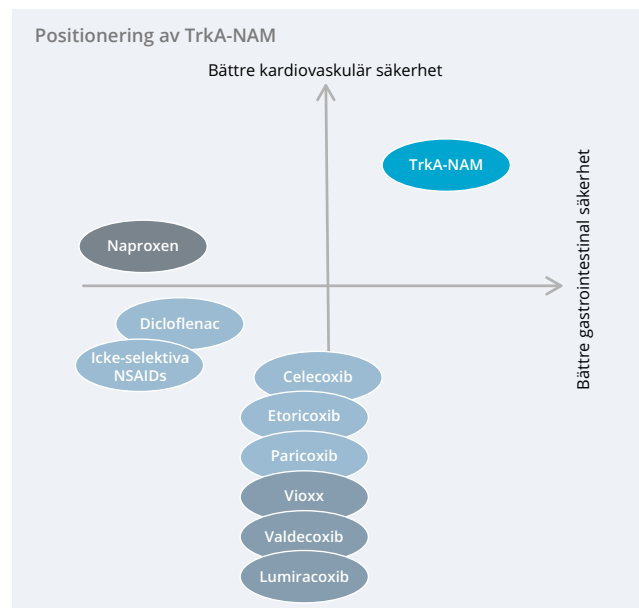 Positionering av TrkA-NAM
Bättre kardiovaskulär säkerhet
TrkA-NAM
Bättre gastrointestinal säkerhet
Naproxen
Dicloflenac
Icke-selektiva
NSAIDs
Celecoxib
Etoricoxib
Paricoxib
Vioxx
Valdecoxib
Lumiracoxib